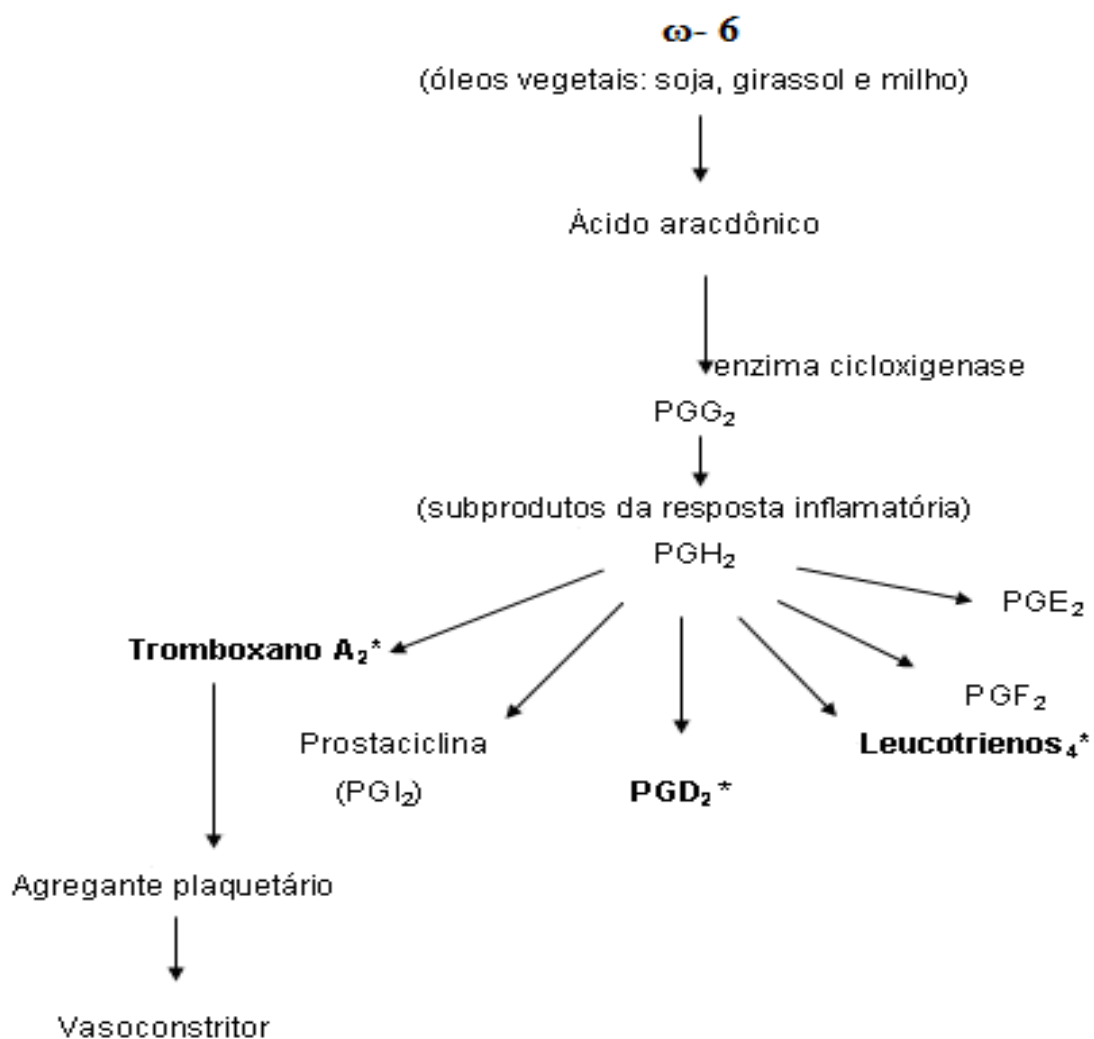 ω- 6
(óleos vegetais: soja, girassol e milho)
Ácido aracdônico
enzima cicloxigenase
PGG₂
(subprodutos da resposta inflamatória)
PGH₂
PGE₂
Tromboxano A₂*
PGF₂
Prostaciclina
(PGI₂)
Leucotrienos₄*
PGD₂*
Agregante plaquetário
Vasoconstritor